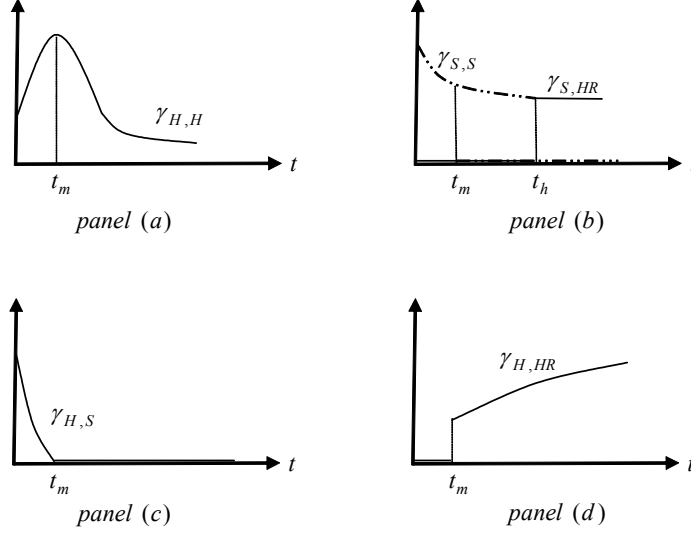 γ_{H,H}
t
t_m
panel (a)
γ_{S,S}
γ_{S,HR}
t_m
t_h
panel (b)
γ_{H,S}
t
t_m
panel (c)
γ_{H,HR}
t
t_m
panel (d)